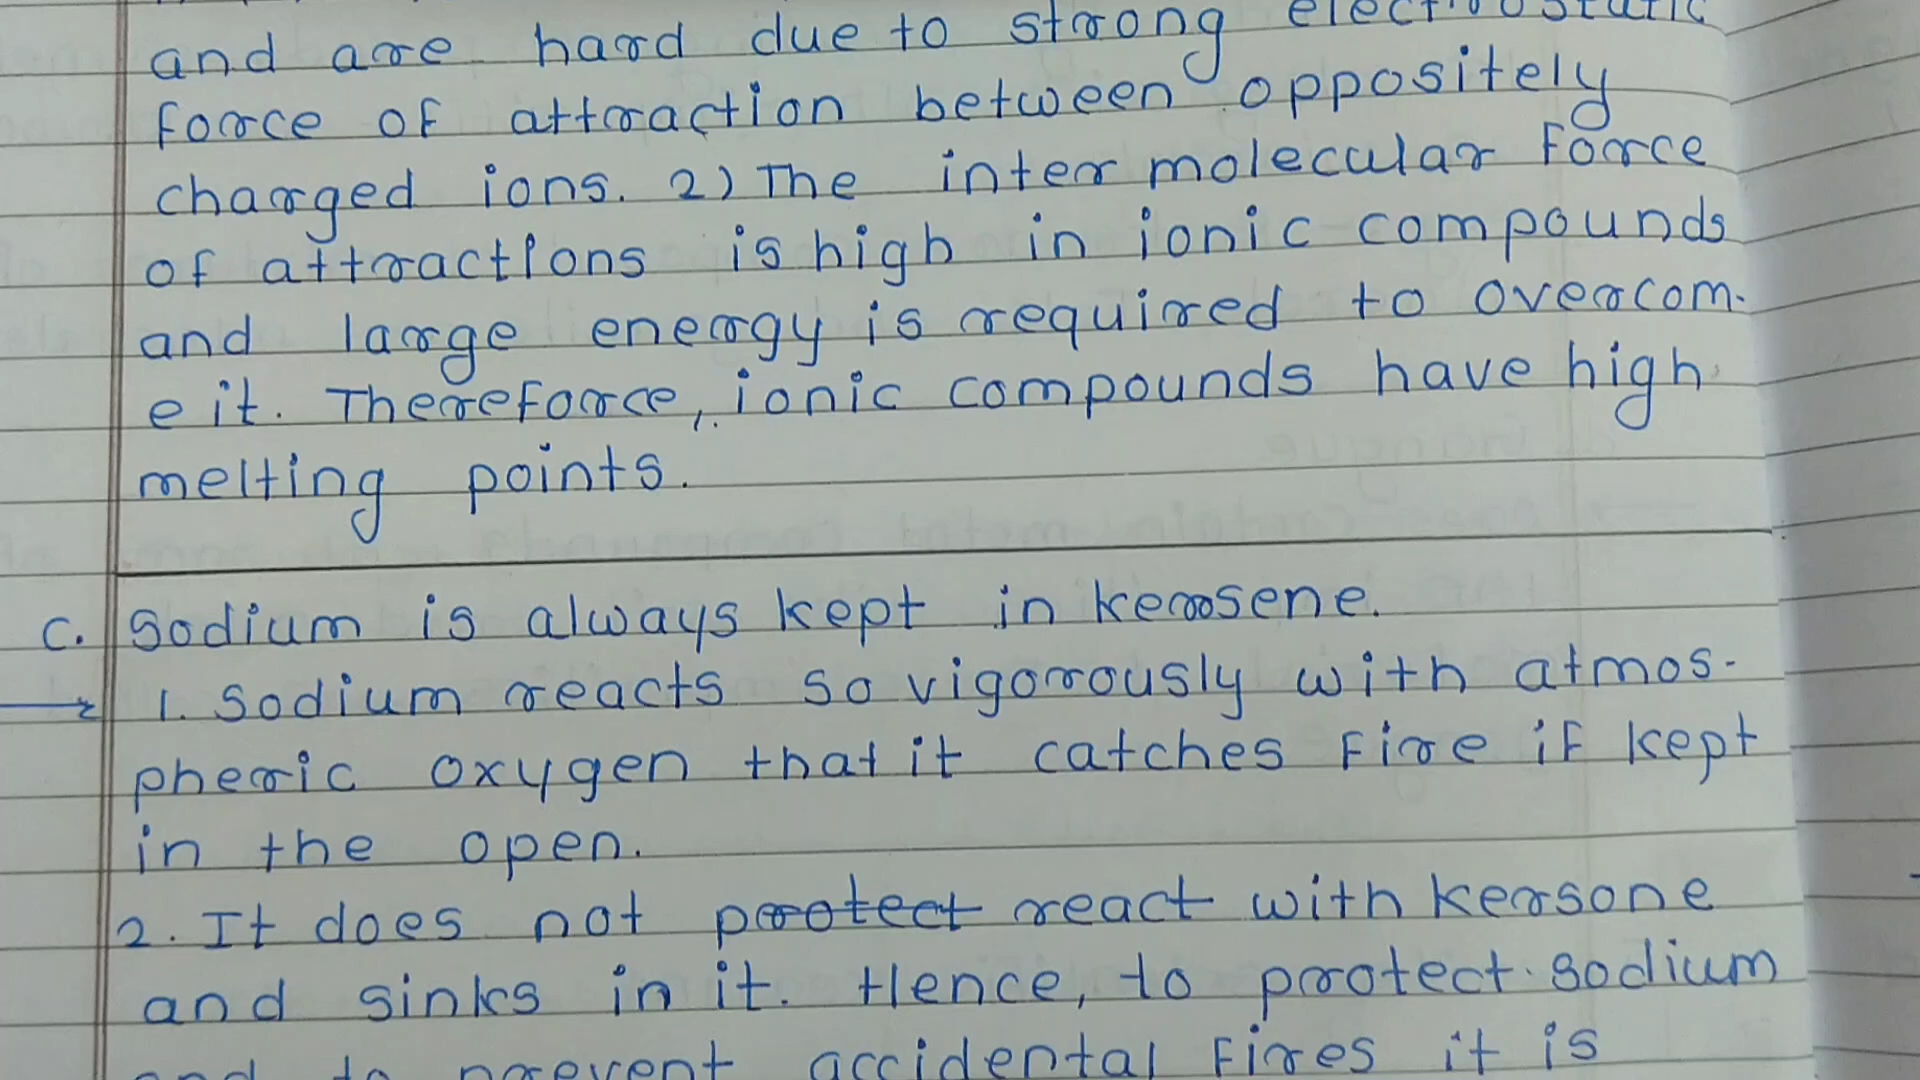 and are hard due to strong electrostatic
force of attraction between oppositely
charged ions. 2) The inter molecular force
of attractions is high in ionic compounds
and large energy is required to overcom-
e it. Therefore, ionic compounds have high
melting points.
c. Sodium is always kept in kerosene.
→ 1. Sodium reacts so vigorously with atmos-
pheric oxygen that it catches fire if kept
in the open.
2. It does not protect react with kersone
and sinks in it. Hence, to protect sodium
and to prevent accidental fires it is